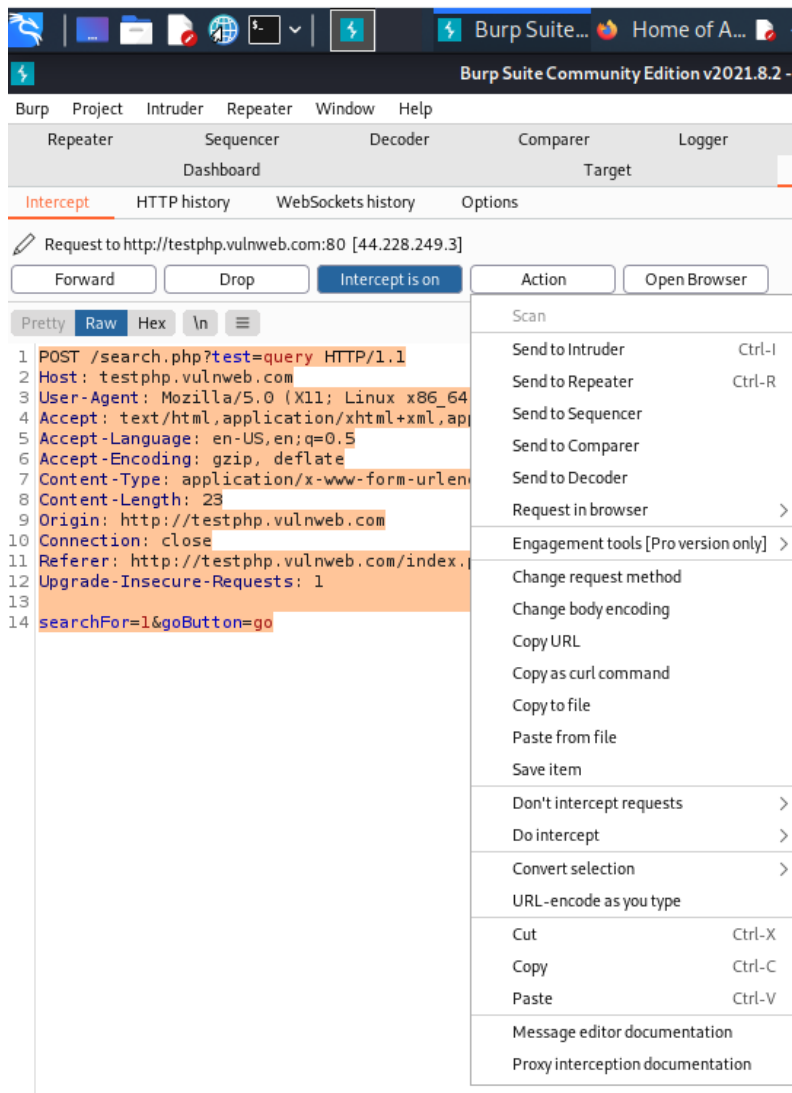 Burp Suite... Home of A...
Burp Suite Community Edition v2021.8.2 -
Burp Project Intruder Repeater Window Help
Repeater Sequencer Decoder Comparer Logger
Dashboard Target
Intercept HTTP history WebSockets history Options
Request to http://testphp.vulnweb.com:80 [44.228.249.3]
Forward Drop Intercept is on Action Open Browser
Pretty Raw Hex \n
1 POST /search.php?test=query HTTP/1.1
2 Host: testphp.vulnweb.com
3 User-Agent: Mozilla/5.0 (X11; Linux x86_64
4 Accept: text/html,application/xhtml+xml,ap
5 Accept-Language: en-US,en;q=0.5
6 Accept-Encoding: gzip, deflate
7 Content-Type: application/x-www-form-urlen
8 Content-Length: 23
9 Origin: http://testphp.vulnweb.com
10 Connection: close
11 Referer: http://testphp.vulnweb.com/index.
12 Upgrade-Insecure-Requests: 1
13
14 searchFor=1&goButton=go
Scan
Send to Intruder Ctrl-I
Send to Repeater Ctrl-R
Send to Sequencer
Send to Comparer
Send to Decoder
Request in browser >
Engagement tools [Pro version only] >
Change request method
Change body encoding
Copy URL
Copy as curl command
Copy to file
Paste from file
Save item
Don't intercept requests >
Do intercept >
Convert selection >
URL-encode as you type
Cut Ctrl-X
Copy Ctrl-C
Paste Ctrl-V
Message editor documentation
Proxy interception documentation